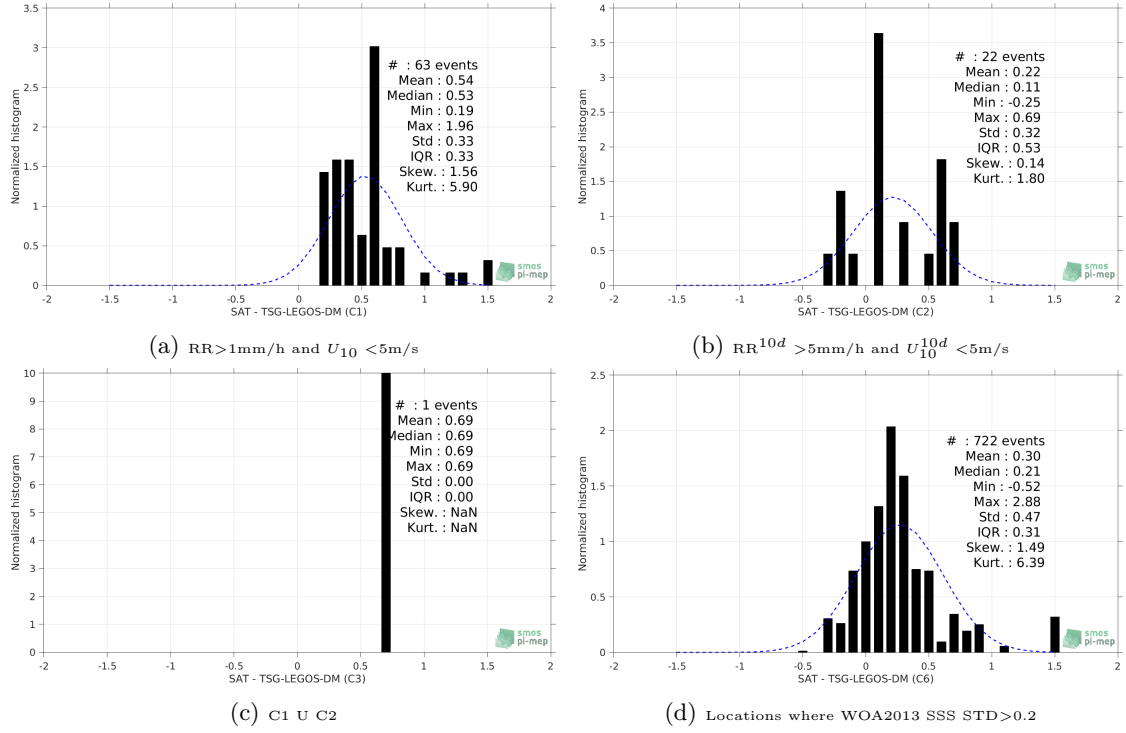 3.5
3
2.5
2
1.5
1
0.5
0
-2 -1.5 -1 -0.5 0 0.5 1 1.5 2
Normalized histogram
SAT - TSG-LEGOS-DM (C1)
# : 63 events
Mean : 0.54
Median : 0.53
Min : 0.19
Max : 1.96
Std : 0.33
IQR : 0.33
Skew. : 1.56
Kurt. : 5.90
smos
pi-mep
(a) RR>1mm/h and U10 <5m/s
4
3.5
3
2.5
2
1.5
1
0.5
0
-2 -1.5 -1 -0.5 0 0.5 1 1.5 2
Normalized histogram
SAT - TSG-LEGOS-DM (C2)
# : 22 events
Mean : 0.22
Median : 0.11
Min : -0.25
Max : 0.69
Std : 0.32
IQR : 0.53
Skew. : 0.14
Kurt. : 1.80
smos
pi-mep
(b) RR10d >5mm/h and U10 10d <5m/s
10
9
8
7
6
5
4
3
2
1
0
-2 -1.5 -1 -0.5 0 0.5 1 1.5 2
Normalized histogram
SAT - TSG-LEGOS-DM (C3)
# : 1 events
Mean : 0.69
Median : 0.69
Min : 0.69
Max : 0.69
Std : 0.00
IQR : 0.00
Skew. : NaN
Kurt. : NaN
smos
pi-mep
(c) C1 U C2
2.5
2
1.5
1
0.5
0
-2 -1.5 -1 -0.5 0 0.5 1 1.5 2
Normalized histogram
SAT - TSG-LEGOS-DM (C6)
# : 722 events
Mean : 0.30
Median : 0.21
Min : -0.52
Max : 2.88
Std : 0.47
IQR : 0.31
Skew. : 1.49
Kurt. : 6.39
smos
pi-mep
(d) Locations where WOA2013 SSS STD>0.2